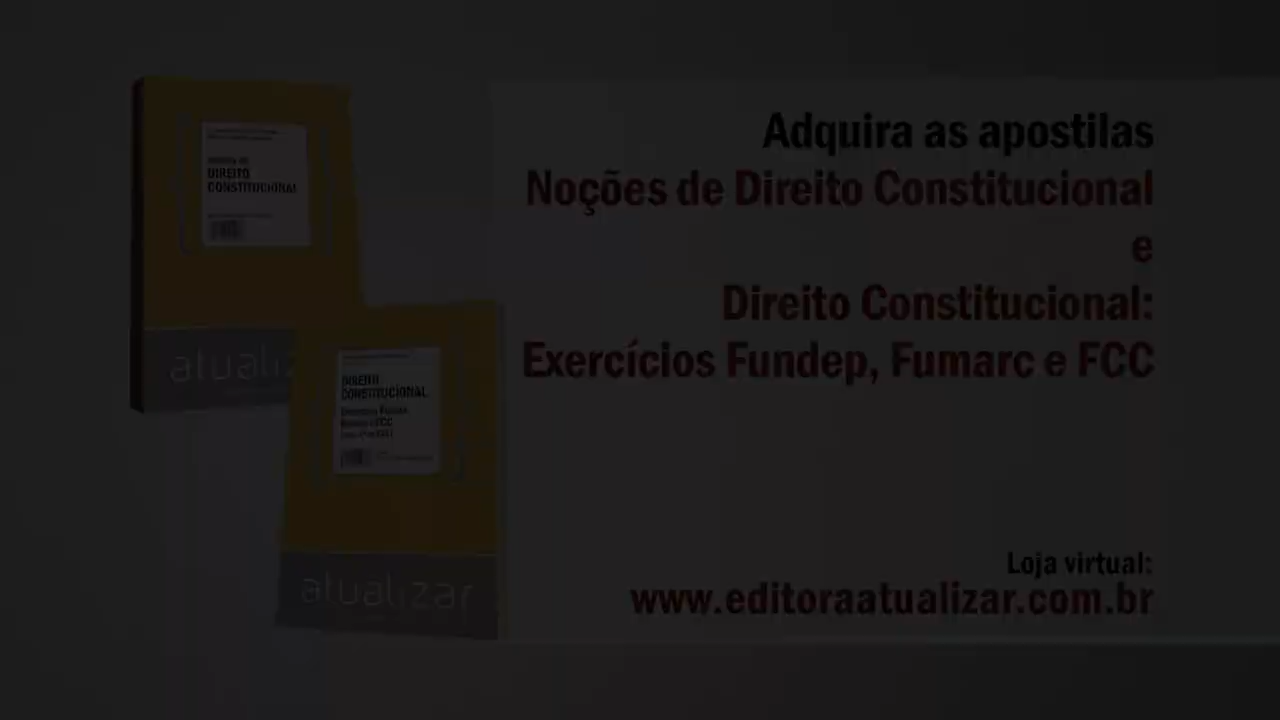 Adquira as apostilas
Noções de Direito Constitucional
e
Direito Constitucional:
Exercícios Fundep, Fumarc e FCC
Loja virtual:
www.editoraatualizar.com.br
DIREITO
CONSTITUCIONAL
atualiz
DIREITO
CONSTITUCIONAL
atualizar